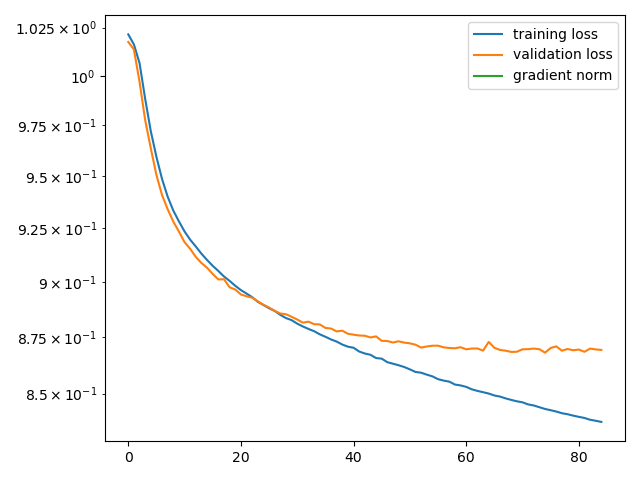 1.025 × 10⁰
10⁰
9.75 × 10⁻¹
9.5 × 10⁻¹
9.25 × 10⁻¹
9 × 10⁻¹
8.75 × 10⁻¹
8.5 × 10⁻¹
training loss
validation loss
gradient norm
0 20 40 60 80